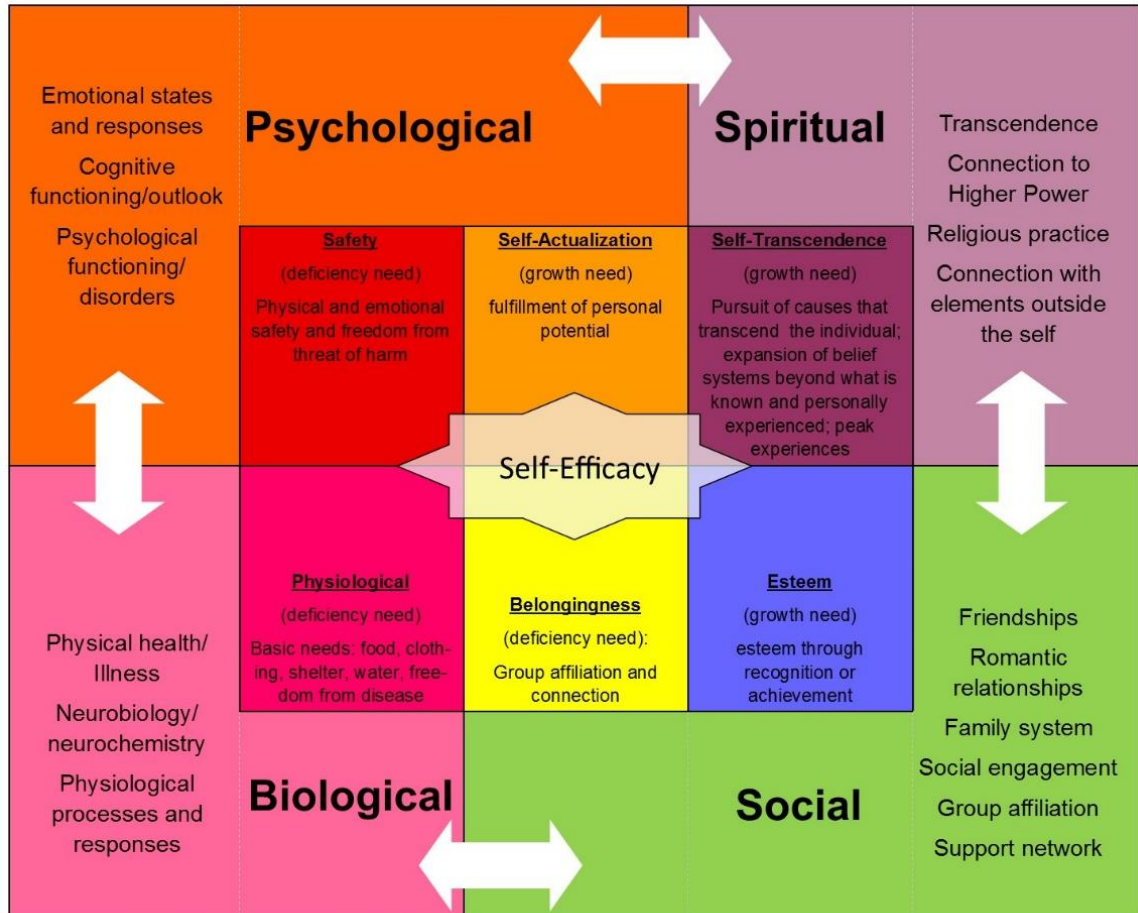 Psychological
Spiritual
Emotional states
and responses
Cognitive
functioning/outlook
Psychological
functioning/
disorders
Transcendence
Connection to
Higher Power
Religious practice
Connection with
elements outside
the self
Safety
(deficiency need)
Physical and emotional
safety and freedom from
threat of harm
Self-Actualization
(growth need)
fulfillment of personal
potential
Self-Transcendence
(growth need)
Pursuit of causes that
transcend the individual;
expansion of belief
systems beyond what is
known and personally
experienced; peak
experiences
Self-Efficacy
Physiological
(deficiency need)
Basic needs: food, cloth-
ing, shelter, water, free-
dom from disease
Belongingness
(deficiency need):
Group affiliation and
connection
Esteem
(growth need)
esteem through
recognition or
achievement
Physical health/
Illness
Neurobiology/
neurochemistry
Physiological
processes and
responses
Friendships
Romantic
relationships
Family system
Social engagement
Group affiliation
Support network
Biological
Social